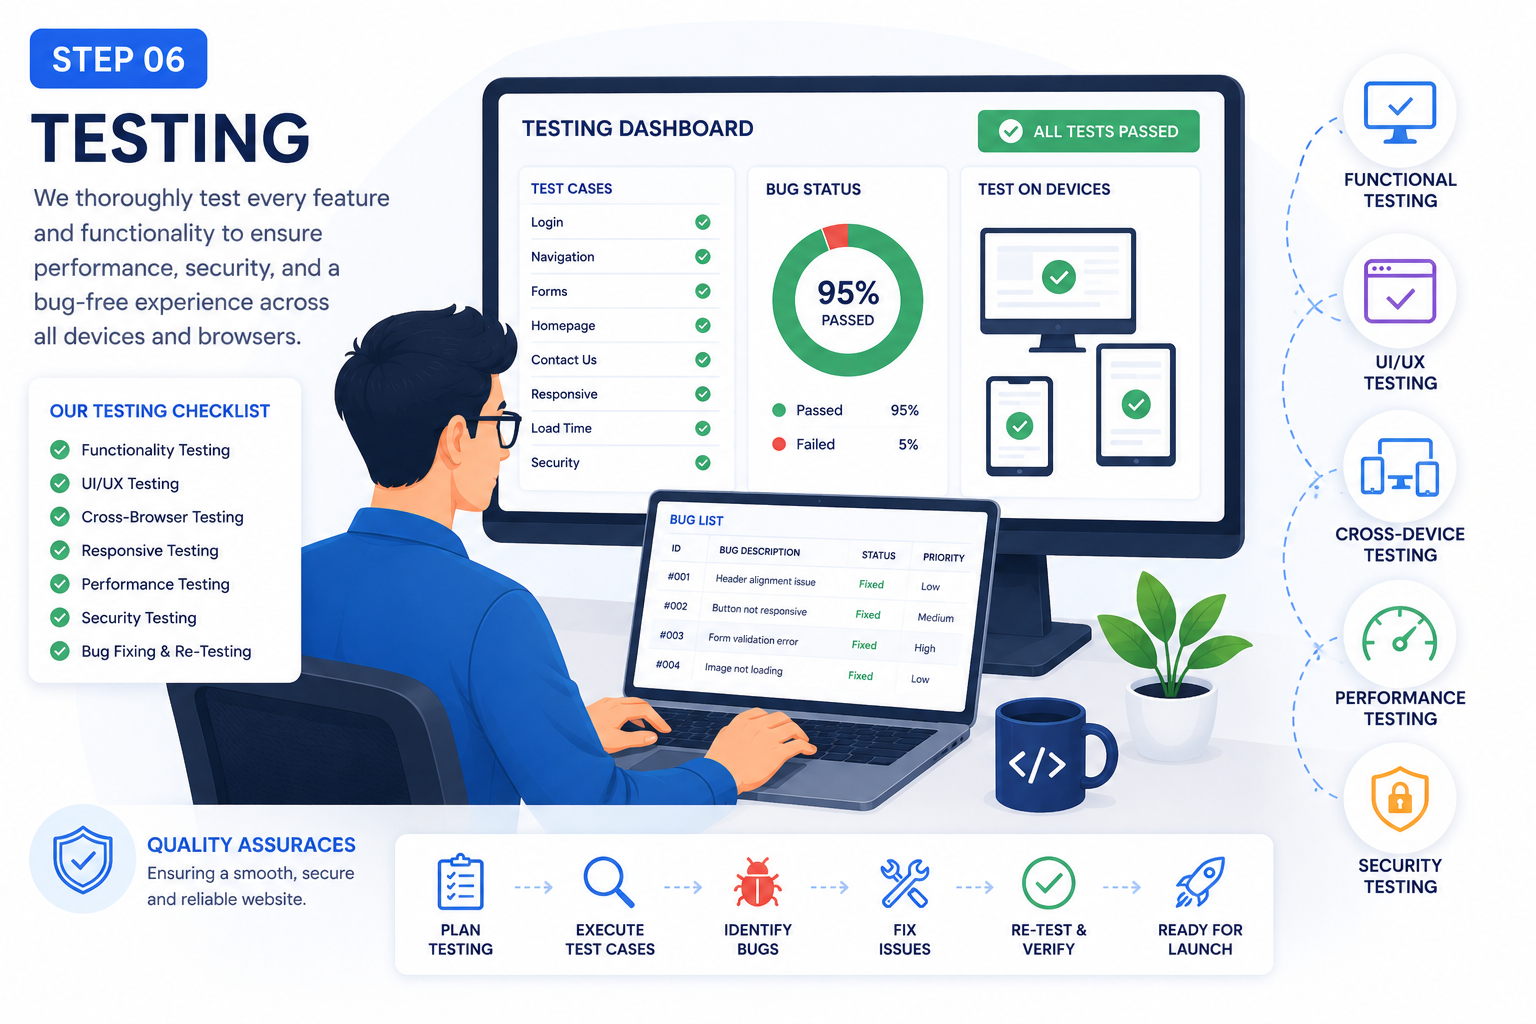 STEP 06
TESTING
We thoroughly test every feature
and functionality to ensure
performance, security, and a
bug-free experience across
all devices and browsers.
OUR TESTING CHECKLIST
Functionality Testing
UI/UX Testing
Cross-Browser Testing
Responsive Testing
Performance Testing
Security Testing
Bug Fixing & Re-Testing
TESTING DASHBOARD
ALL TESTS PASSED
TEST CASES
Login
Navigation
Forms
Homepage
Contact Us
Responsive
Load Time
Security
BUG STATUS
95%
PASSED
Passed 95%
Failed 5%
TEST ON DEVICES
BUG LIST
ID BUG DESCRIPTION STATUS PRIORITY
#001 Header alignment issue Fixed Low
#002 Button not responsive Fixed Medium
#003 Form validation error Fixed High
#004 Image not loading Fixed Low
</>
FUNCTIONAL
TESTING
UI/UX
TESTING
CROSS-DEVICE
TESTING
PERFORMANCE
TESTING
SECURITY
TESTING
QUALITY ASSURACES
Ensuring a smooth, secure
and reliable website.
PLAN
TESTING
EXECUTE
TEST CASES
IDENTIFY
BUGS
FIX
ISSUES
RE-TEST &
VERIFY
READY FOR
LAUNCH